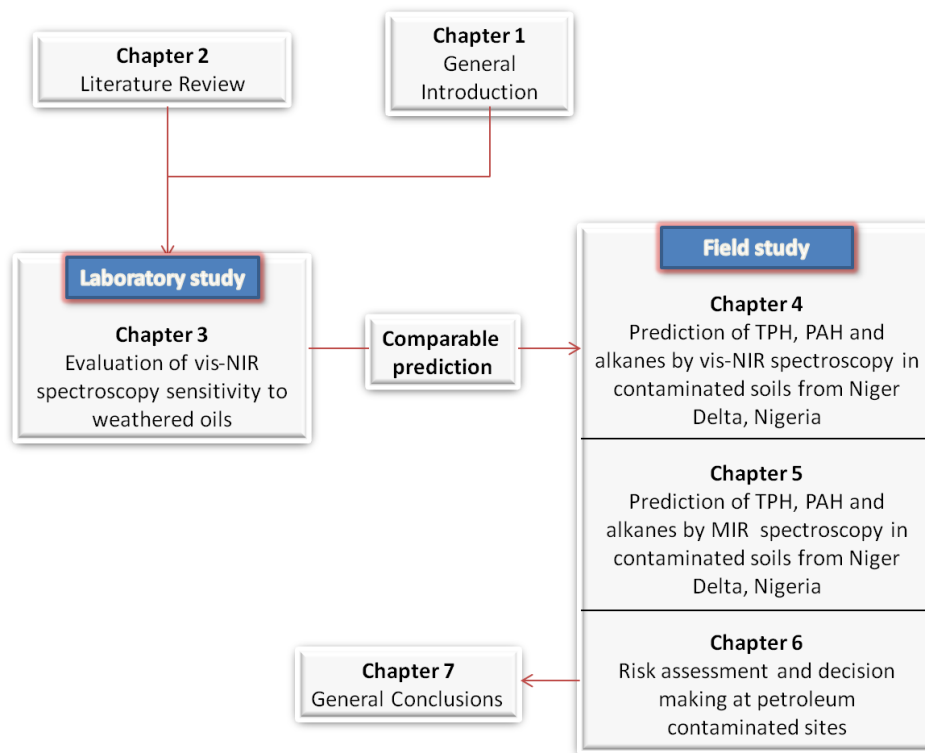 Chapter 2
Literature Review
Chapter 1
General
Introduction
Laboratory study
Chapter 3
Evaluation of vis-NIR
spectroscopy sensitivity to
weathered oils
Comparable
prediction
Field study
Chapter 4
Prediction of TPH, PAH and
alkanes by vis-NIR spectroscopy in
contaminated soils from Niger
Delta, Nigeria
Chapter 5
Prediction of TPH, PAH and
alkanes by MIR spectroscopy in
contaminated soils from Niger
Delta, Nigeria
Chapter 6
Risk assessment and decision
making at petroleum
contaminated sites
Chapter 7
General Conclusions